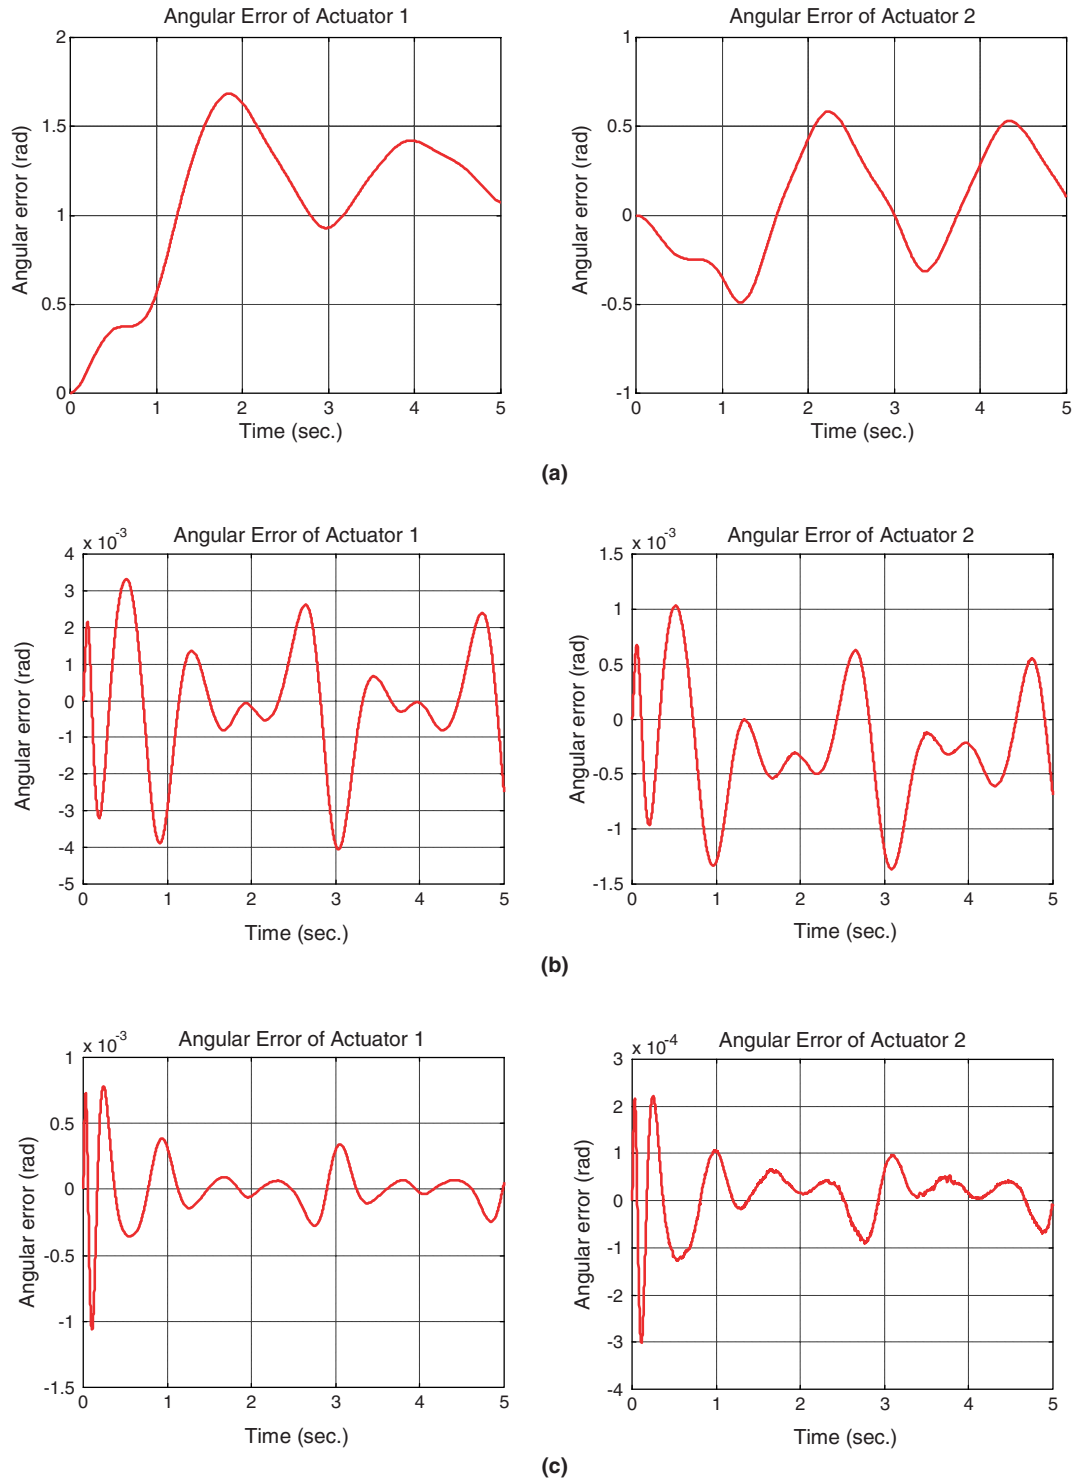 Angular Error of Actuator 1
Angular Error of Actuator 2
2
1.5
1
0.5
0
Angular error (rad)
0 1 2 3 4 5
Time (sec.)
1
0.5
0
-0.5
-1
Angular error (rad)
0 1 2 3 4 5
Time (sec.)
(a)
Angular Error of Actuator 1
x 10-3
4
3
2
1
0
-1
-2
-3
-4
-5
Angular error (rad)
0 1 2 3 4 5
Time (sec.)
Angular Error of Actuator 2
x 10-3
1.5
1
0.5
0
-0.5
-1
-1.5
Angular error (rad)
0 1 2 3 4 5
Time (sec.)
(b)
Angular Error of Actuator 1
x 10-3
1
0.5
0
-0.5
-1
-1.5
Angular error (rad)
0 1 2 3 4 5
Time (sec.)
Angular Error of Actuator 2
x 10-4
3
2
1
0
-1
-2
-3
-4
Angular error (rad)
0 1 2 3 4 5
Time (sec.)
(c)